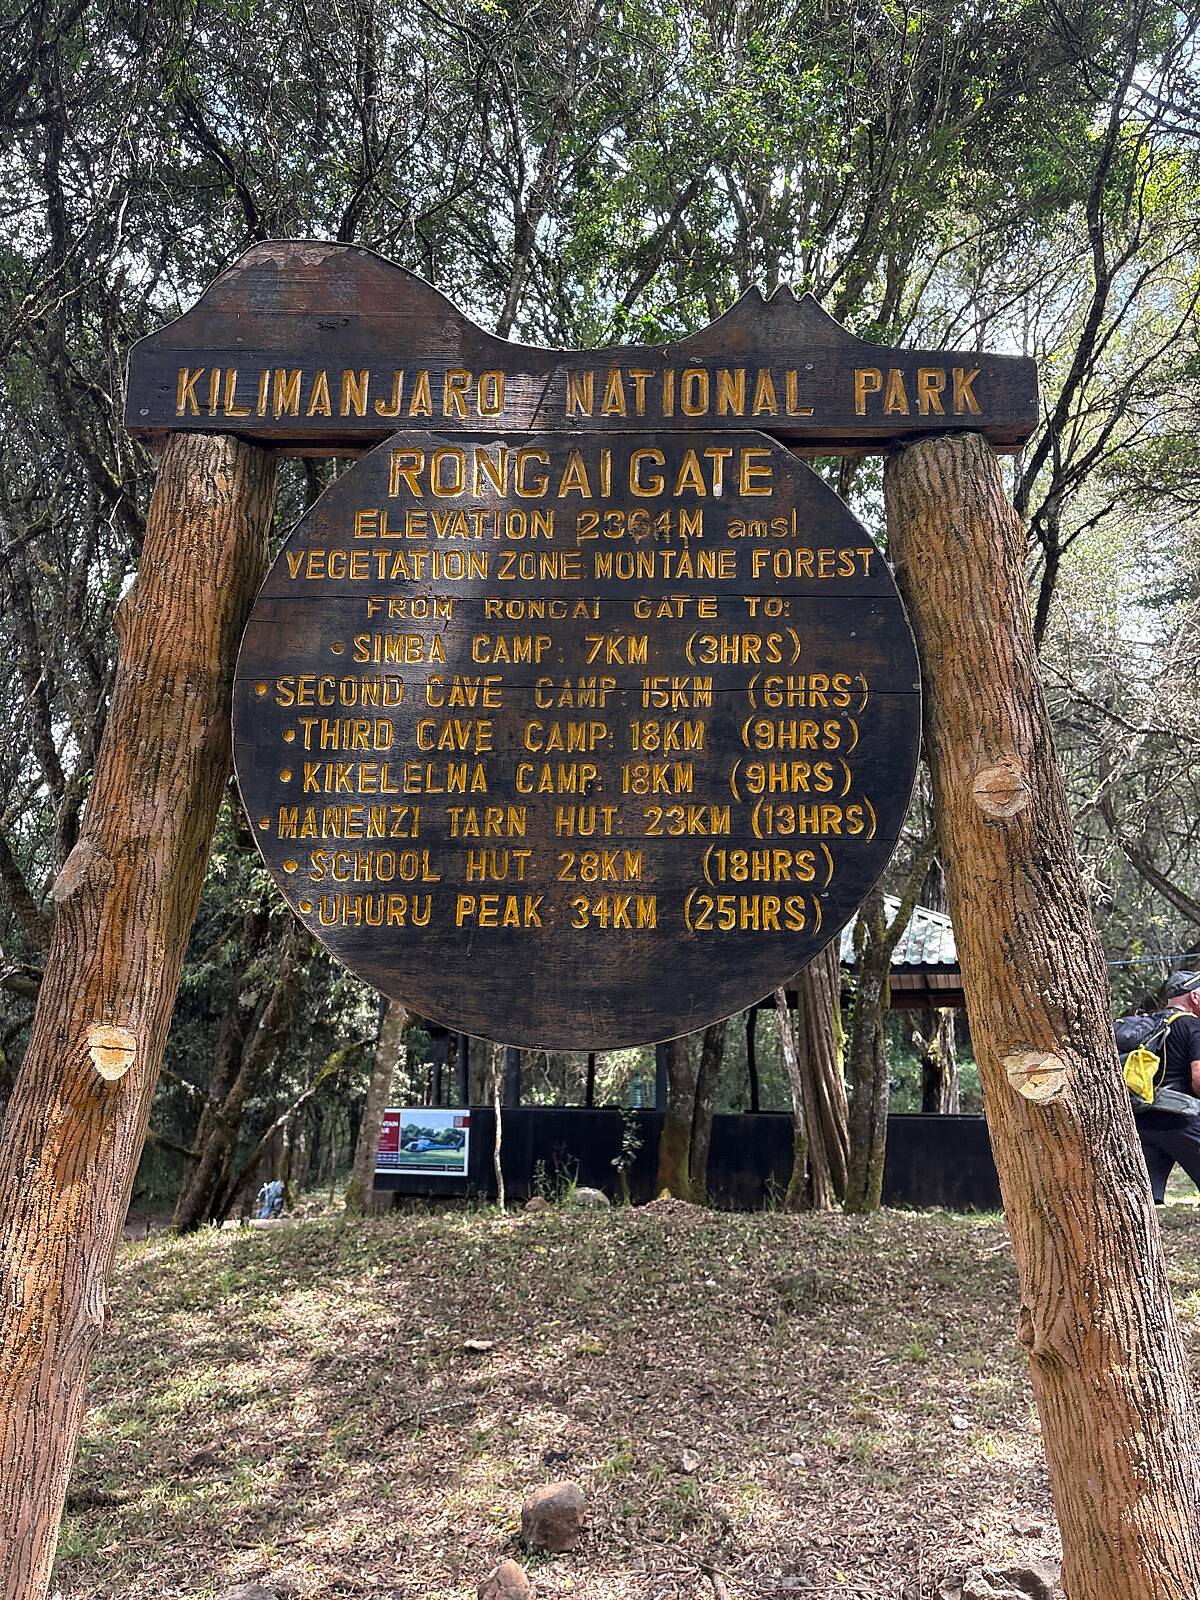 KILIMANJARO NATIONAL PARK
RONGAI GATE
ELEVATION 2364M amsl
VEGETATION ZONE: MONTANE FOREST
FROM RONGAI GATE TO:
• SIMBA CAMP: 7KM (3HRS)
• SECOND CAVE CAMP: 15KM (6HRS)
• THIRD CAVE CAMP: 18KM (9HRS)
• KIKELELWA CAMP: 18KM (9HRS)
• MAWENZI TARN HUT: 23KM (13HRS)
• SCHOOL HUT: 28KM (18HRS)
• UHURU PEAK: 34KM (25HRS)